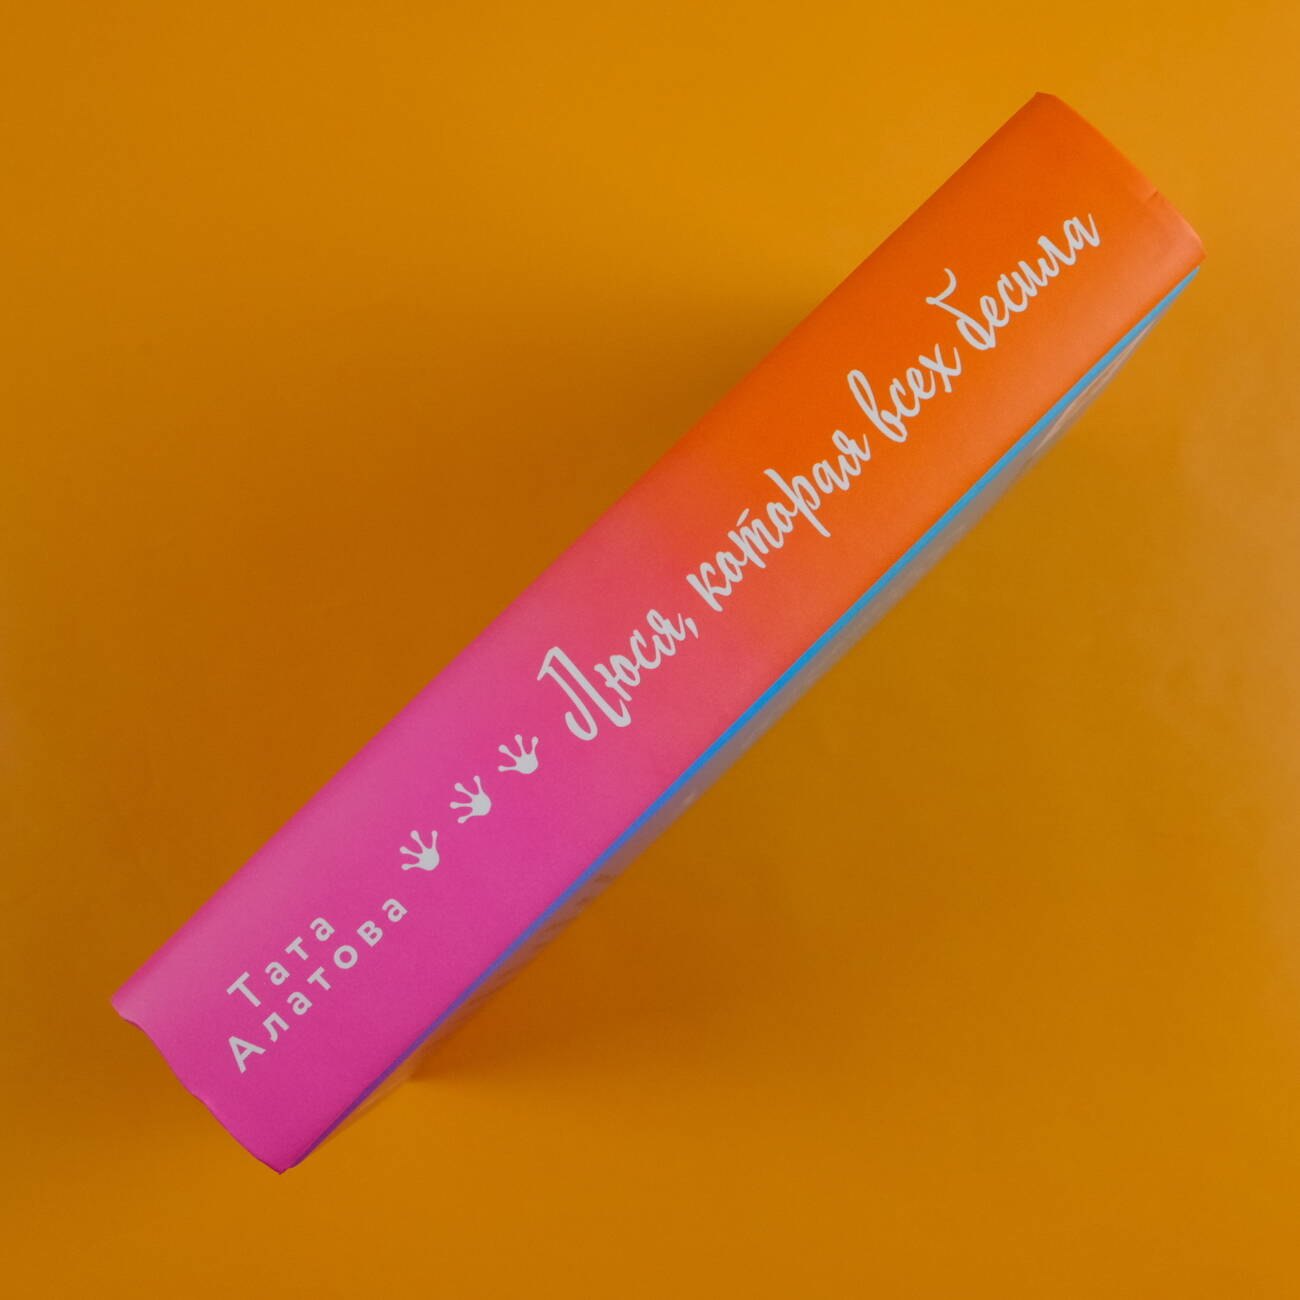 Тата
Алатова
Люся, которая всех бесила